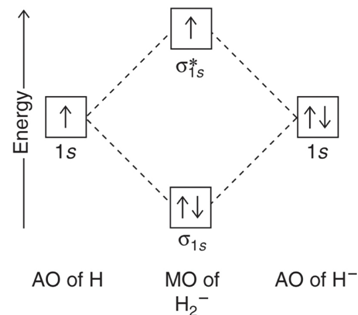 Energy
↑
σ*1s
↑
1s
↑↓
1s
↑↓
σ1s
AO of H
MO of
H2−
AO of H−